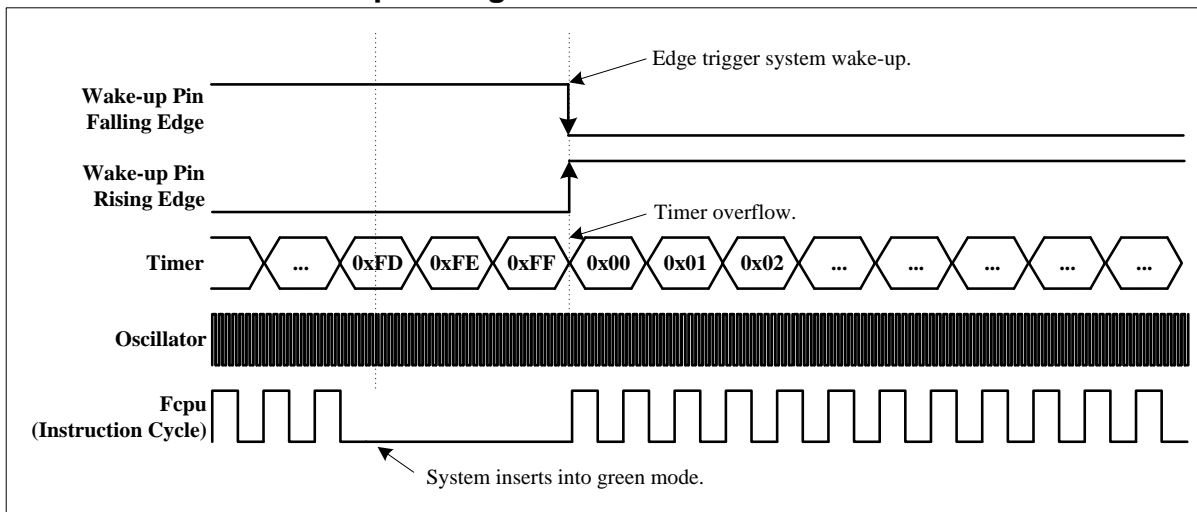 Edge trigger system wake-up.
Wake-up Pin
Falling Edge
Wake-up Pin
Rising Edge
Timer overflow.
Timer ... 0xFD 0xFE 0xFF 0x00 0x01 0x02 ... ... ... ... ...
Oscillator
Fcpu
(Instruction Cycle)
System inserts into green mode.